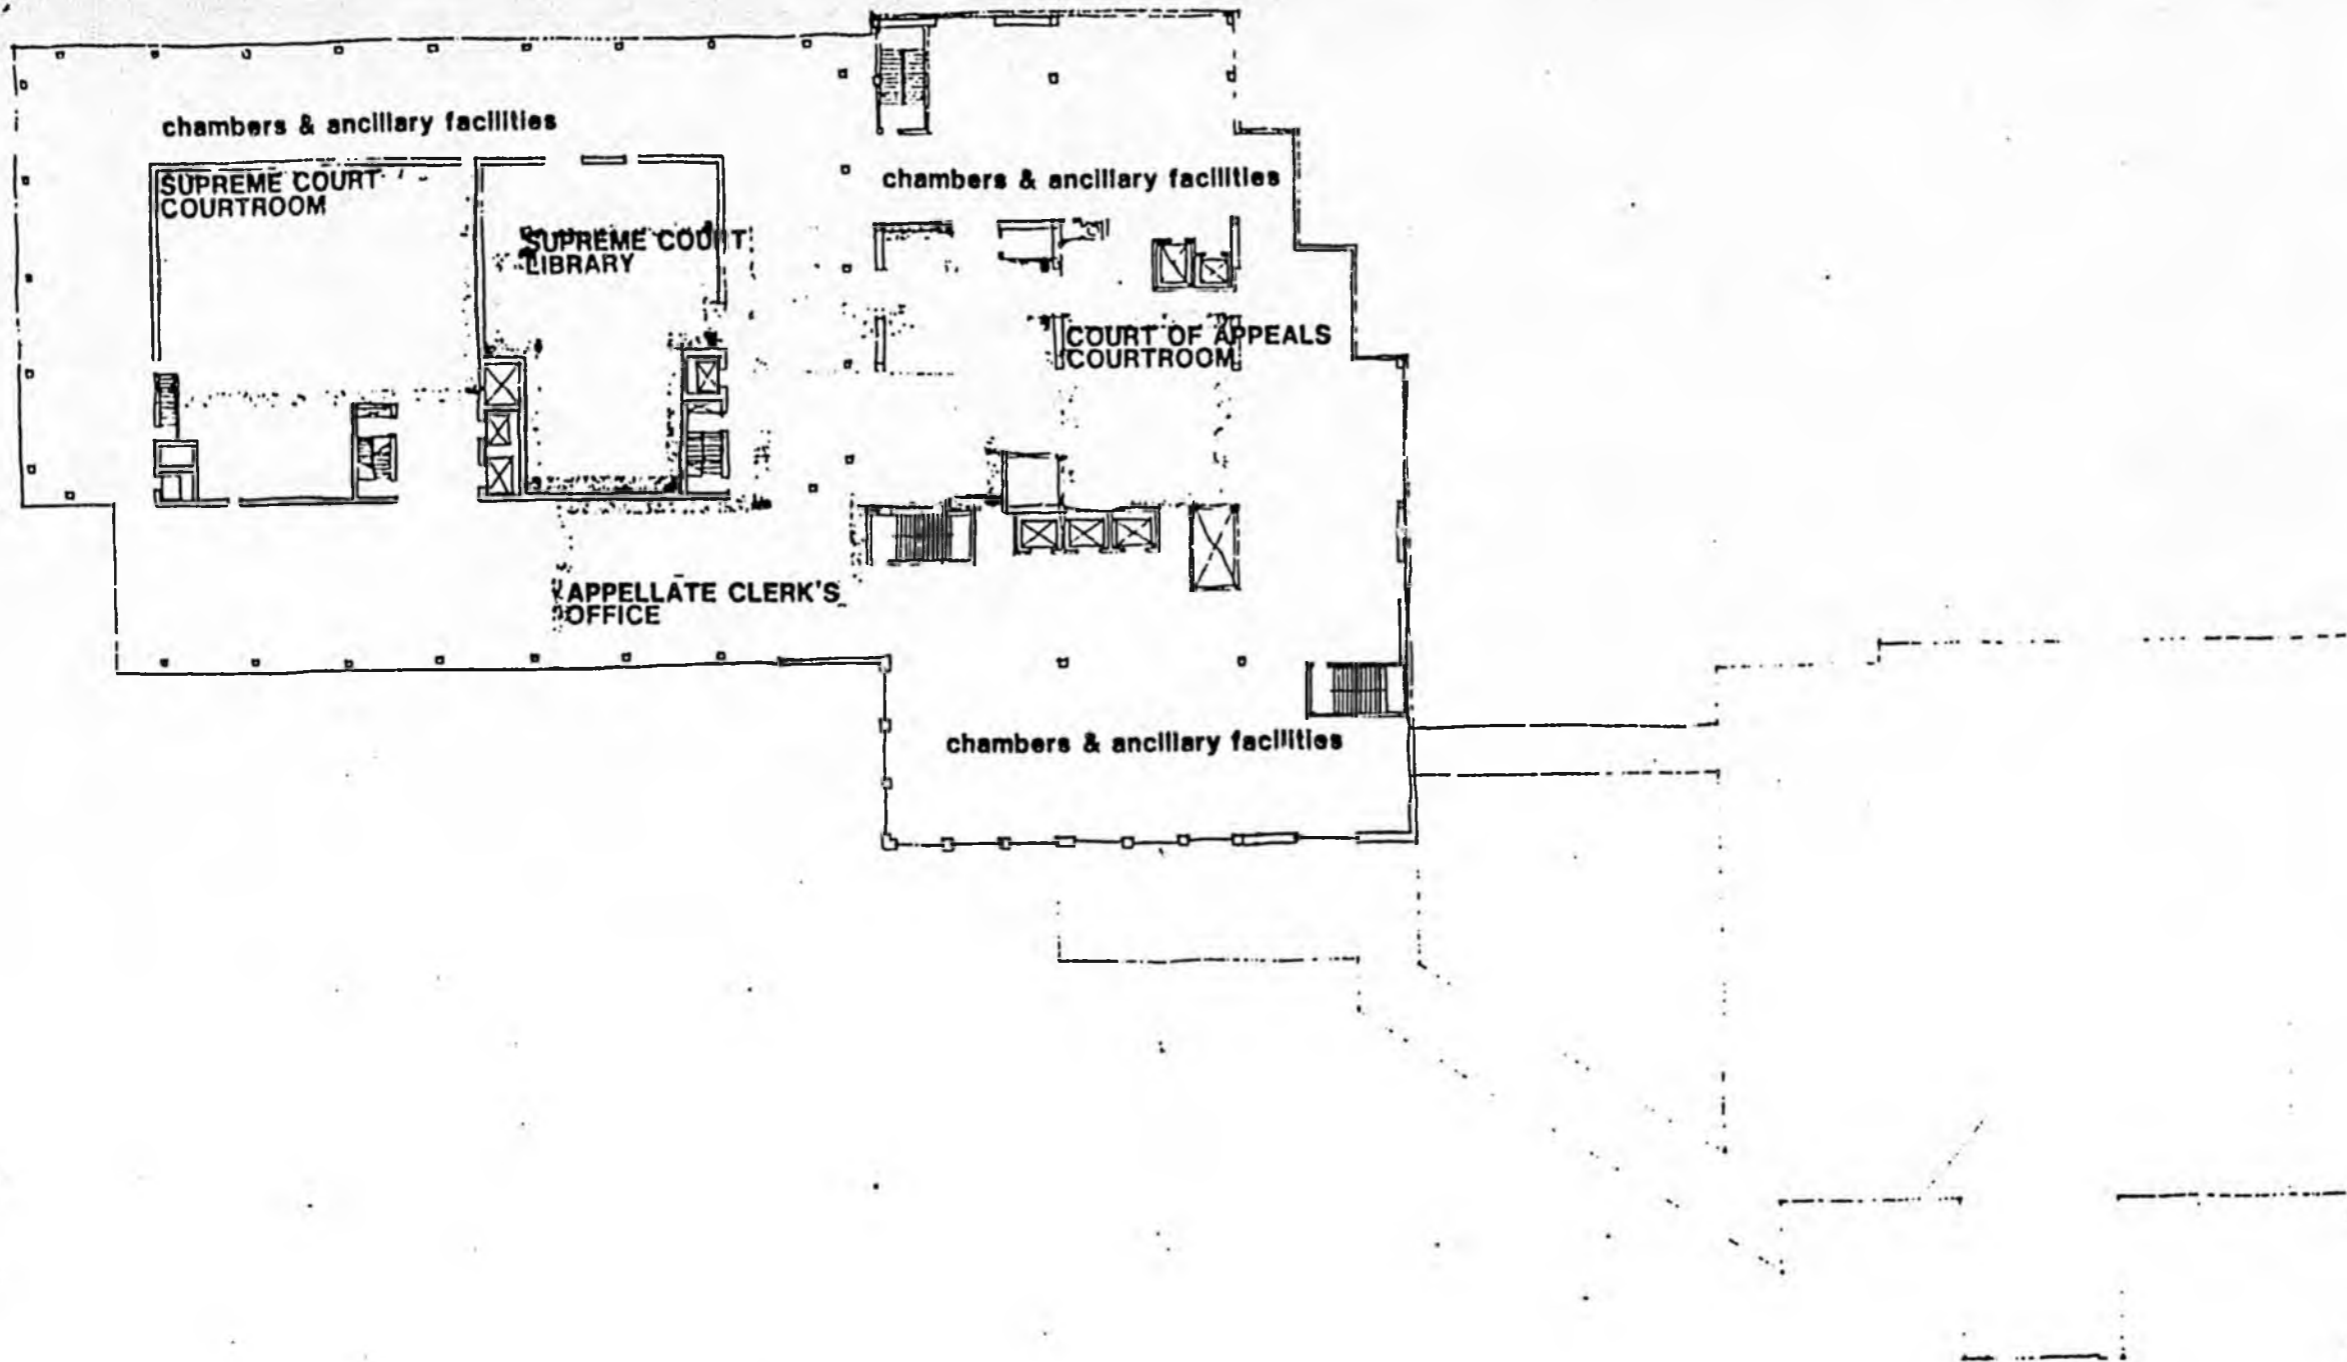 chambers & ancillary facilities
SUPREME COURT
COURTROOM
chambers & ancillary facilities
SUPREME COURT
LIBRARY
COURT OF APPEALS
COURTROOM
APPELLATE CLERK'S
OFFICE
chambers & ancillary facilities